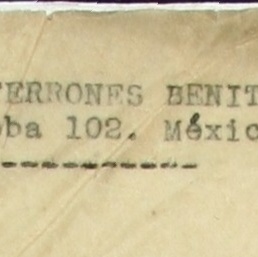 TERRONES BENIT
oba 102. Méxic
------------